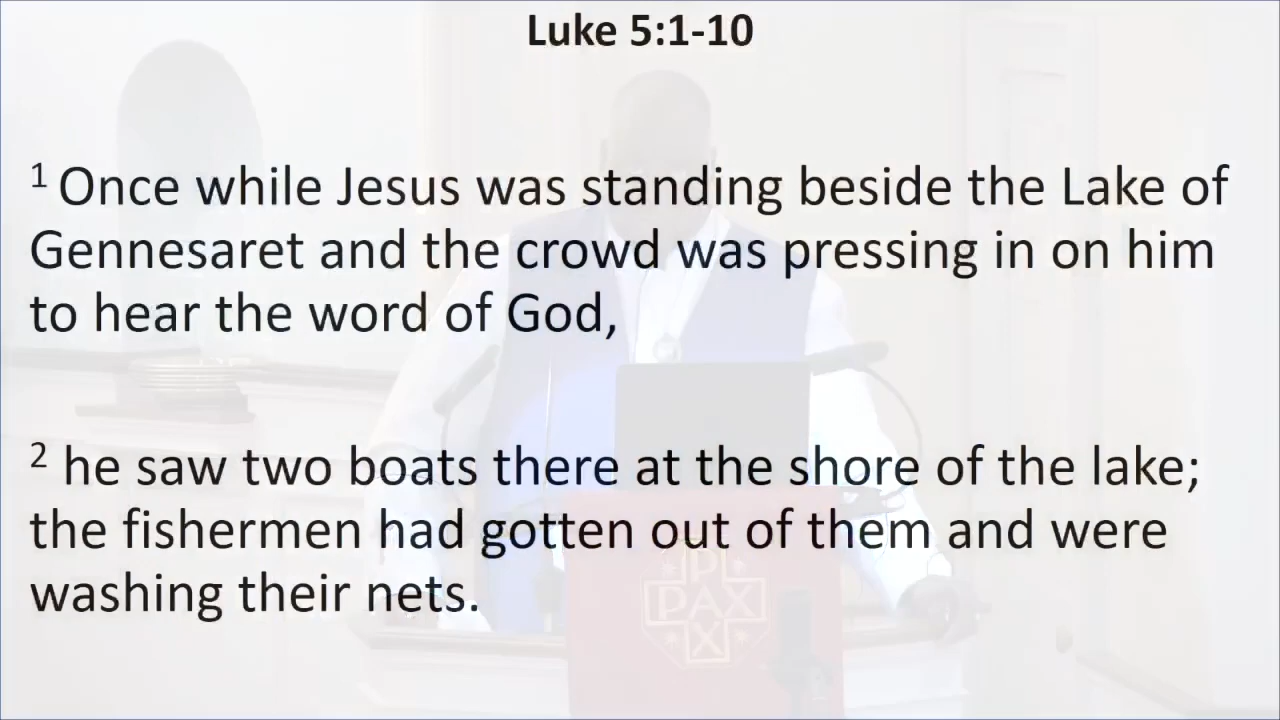 Luke 5:1-10
1 Once while Jesus was standing beside the Lake of
Gennesaret and the crowd was pressing in on him
to hear the word of God,
2 he saw two boats there at the shore of the lake;
the fishermen had gotten out of them and were
washing their nets.
P
PAX
X